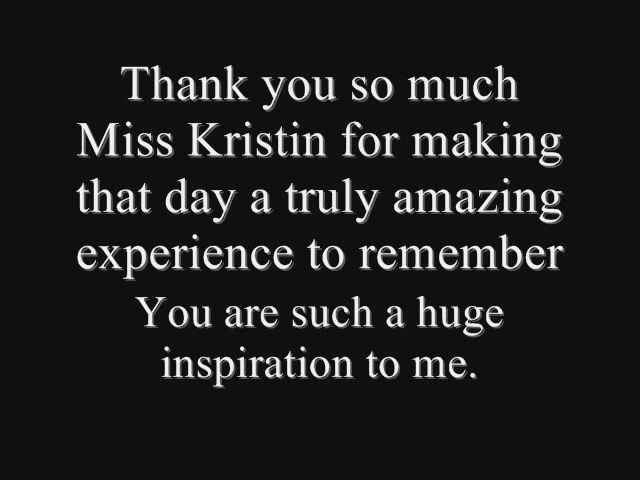 Thank you so much
Miss Kristin for making
that day a truly amazing
experience to remember
You are such a huge
inspiration to me.